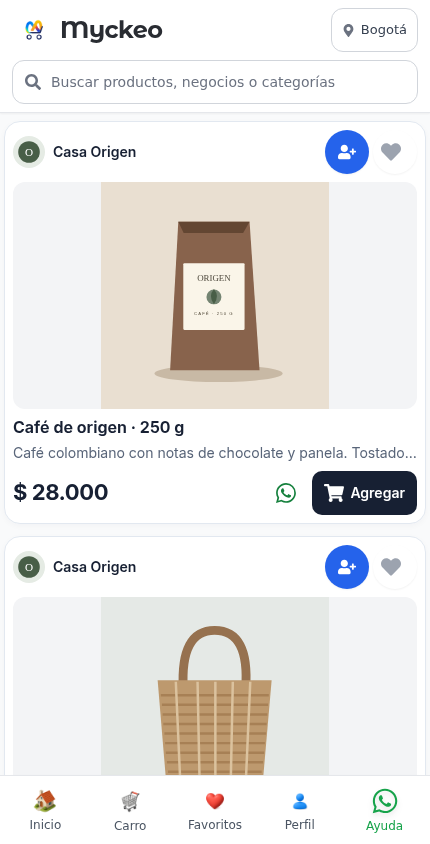 Myckeo
Bogotá
Buscar productos, negocios o categorías
O
Casa Origen
ORIGEN
CAFÉ · 250 G
Café de origen · 250 g
Café colombiano con notas de chocolate y panela. Tostado...
$ 28.000
Agregar
O
Casa Origen
Inicio
Carro
Favoritos
Perfil
Ayuda